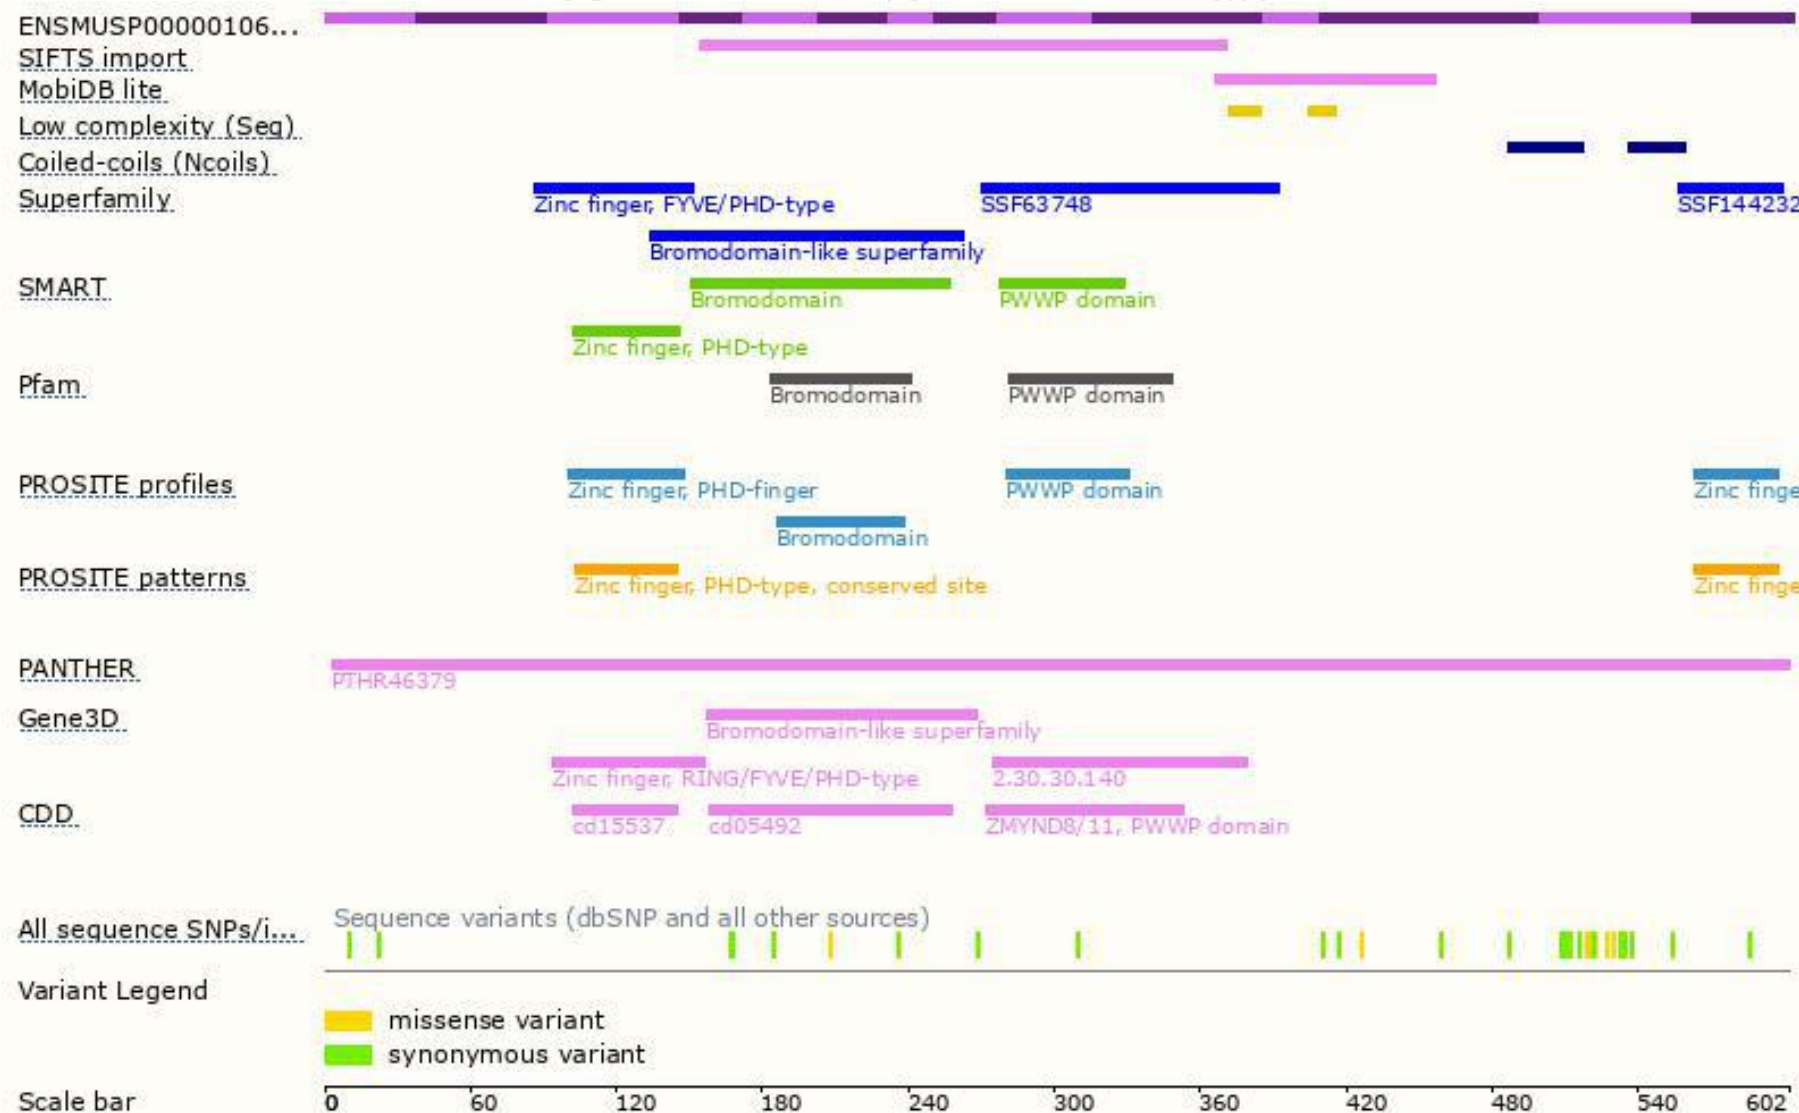 ENSMUSP00000106...
SIFTS import
MobiDB lite
Low complexity (Seg)
Coiled-coils (Ncoils)
Superfamily
Zinc finger, FYVE/PHD-type SSF63748 SSF144232
Bromodomain-like superfamily
SMART
Bromodomain PWWP domain
Zinc finger, PHD-type
Pfam
Bromodomain PWWP domain
PROSITE profiles
Zinc finger, PHD-finger PWWP domain Zinc finge
Bromodomain
PROSITE patterns
Zinc finger, PHD-type, conserved site Zinc finge
PANTHER
PTHR46379
Gene3D
Bromodomain-like superfamily
Zinc finger, RING/FYVE/PHD-type 2.30.30.140
CDD
cd15537 cd05492 ZMYND8/11, PWWP domain
Sequence variants (dbSNP and all other sources)
All sequence SNPs/i...
Variant Legend
missense variant
synonymous variant
Scale bar 0 60 120 180 240 300 360 420 480 540 602